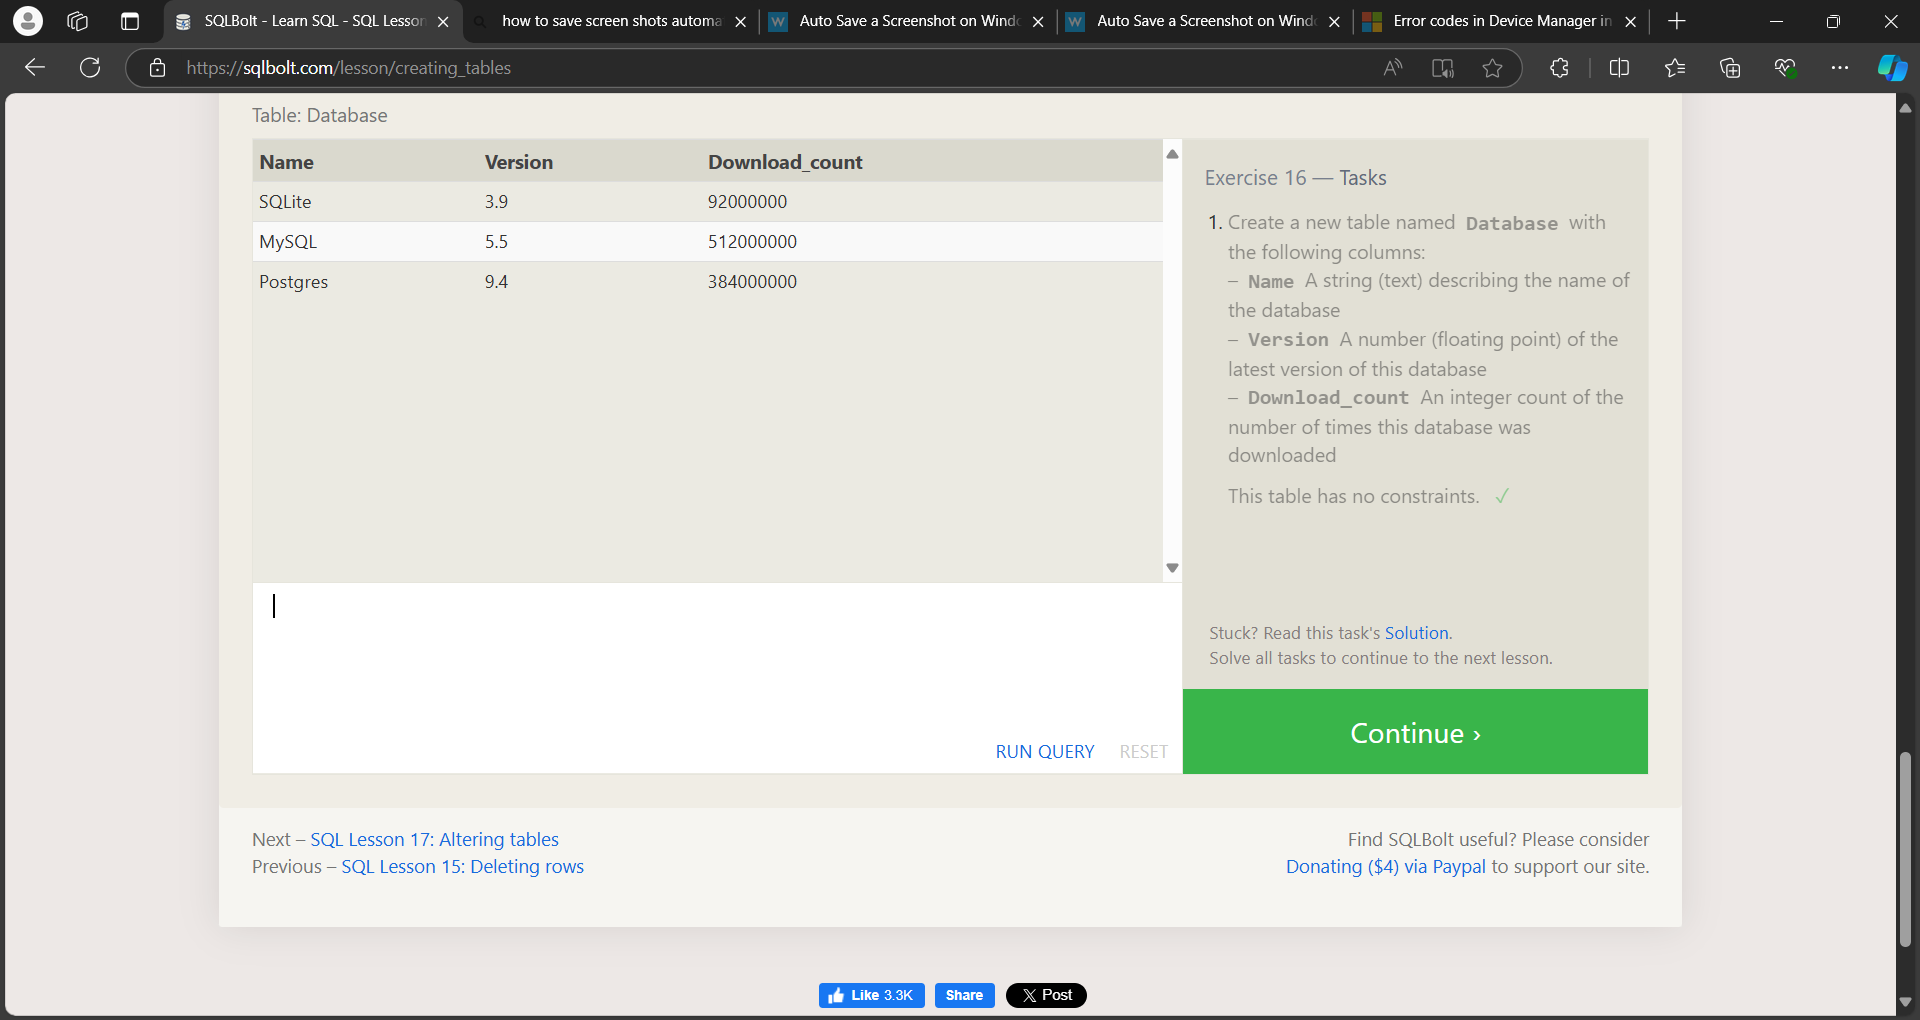 SQLBolt - Learn SQL - SQL Lesson
how to save screen shots automa
Auto Save a Screenshot on Windo
Auto Save a Screenshot on Windo
Error codes in Device Manager in
https://sqlbolt.com/lesson/creating_tables
Table: Database
Name Version Download_count
SQLite 3.9 92000000
MySQL 5.5 512000000
Postgres 9.4 384000000
Exercise 16 — Tasks
1. Create a new table named Database with
the following columns:
– Name A string (text) describing the name of
the database
– Version A number (floating point) of the
latest version of this database
– Download_count An integer count of the
number of times this database was
downloaded
This table has no constraints. ✓
Stuck? Read this task's Solution.
Solve all tasks to continue to the next lesson.
RUN QUERY RESET
Continue ›
Next – SQL Lesson 17: Altering tables
Previous – SQL Lesson 15: Deleting rows
Find SQLBolt useful? Please consider
Donating ($4) via Paypal to support our site.
Like 3.3K
Share
X Post